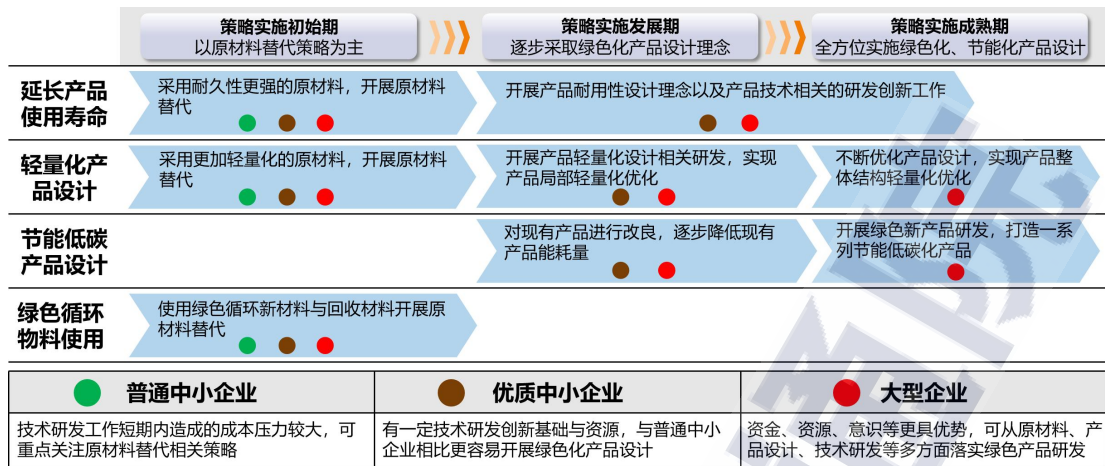 策略实施初始期
以原材料替代策略为主
策略实施发展期
逐步采取绿色化产品设计理念
策略实施成熟期
全方位实施绿色化、节能化产品设计
延长产品
使用寿命
采用耐久性更强的原材料，开展原材料
替代
开展产品耐用性设计理念以及产品技术相关的研发创新工作
轻量化产
品设计
采用更加轻量化的原材料，开展原材料
替代
开展产品轻量化设计相关研发，实现
产品局部轻量化优化
不断优化产品设计，实现产品整
体结构轻量化优化
节能低碳
产品设计
对现有产品进行改良，逐步降低现有
产品能耗量
开展绿色新产品研发，打造一系
列节能低碳化产品
绿色循环
物料使用
使用绿色循环新材料与回收材料开展原
材料替代
普通中小企业
优质中小企业
大型企业
技术研发工作短期内造成的成本压力较大，可
重点关注原材料替代相关策略
有一定技术研发创新基础与资源，与普通中小
企业相比更容易开展绿色化产品设计
资金、资源、意识等更具优势，可从原材料、产
品设计、技术研发等多方面落实绿色产品研发